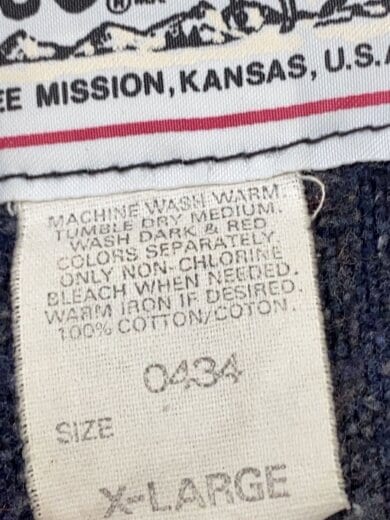 ®
EE MISSION, KANSAS, U.S.A
MACHINE WASH WARM
TUMBLE DRY MEDIUM.
WASH DARK & RED
COLORS SEPARATELY
ONLY NON-CHLORINE
BLEACH WHEN NEEDED.
WARM IRON IF DESIRED.
100% COTTON/COTON.
0434
SIZE
X-LARGE